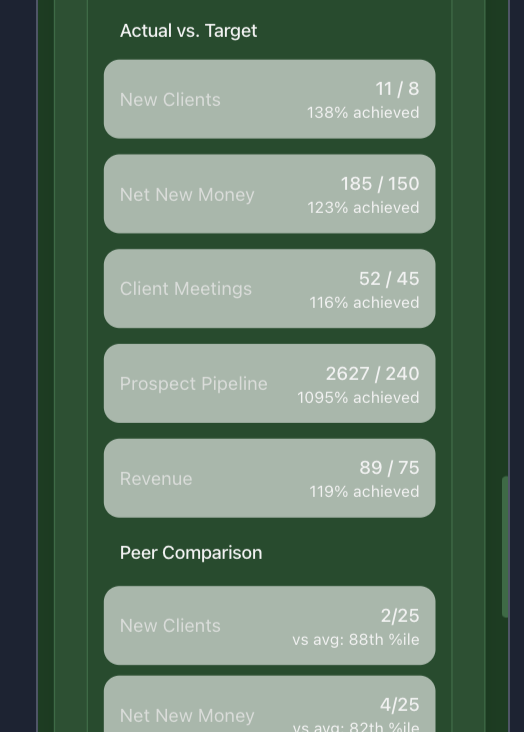 Actual vs. Target
New Clients
11 / 8
138% achieved
Net New Money
185 / 150
123% achieved
Client Meetings
52 / 45
116% achieved
Prospect Pipeline
2627 / 240
1095% achieved
Revenue
89 / 75
119% achieved
Peer Comparison
New Clients
2/25
vs avg: 88th %ile
Net New Money
4/25
vs avg: 82th %ile